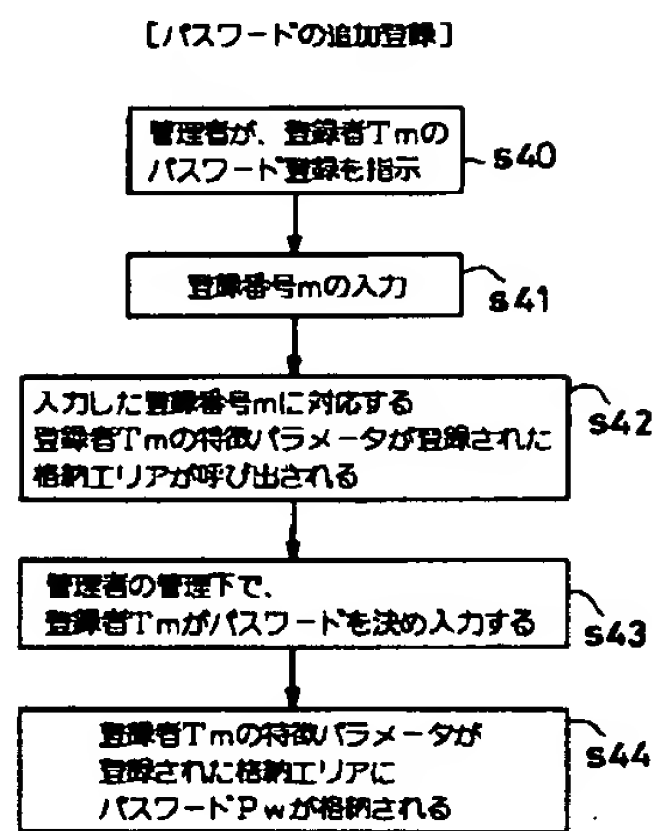 [パスワードの追加登録]
管理者が、登録者Tmの
パスワード登録を指示
s40
登録番号mの入力
s41
入力した登録番号mに対応する
登録者Tmの特徴パラメータが登録された
格納エリアが呼び出される
s42
管理者の管理下で、
登録者Tmがパスワードを決め入力する
s43
登録者Tmの特徴パラメータが
登録された格納エリアに
パスワードPwが格納される
s44